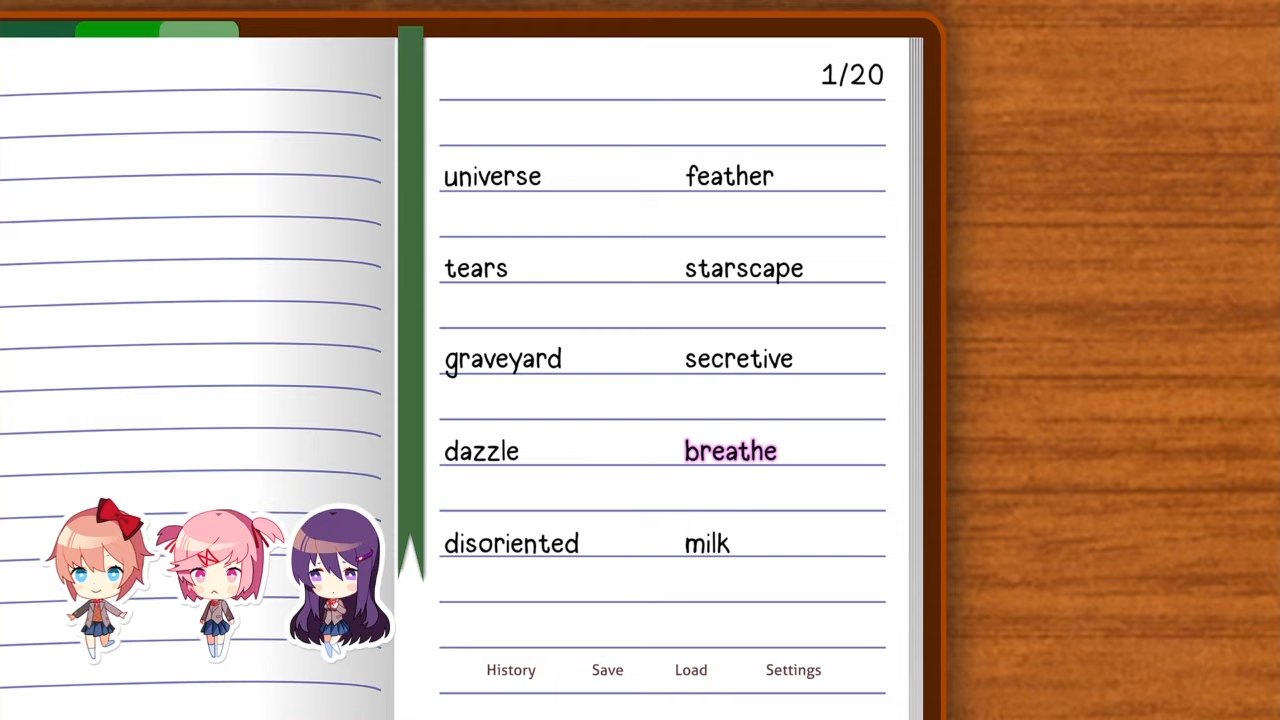 1/20
universe feather
tears starscape
graveyard secretive
dazzle breathe
disoriented milk
History Save Load Settings